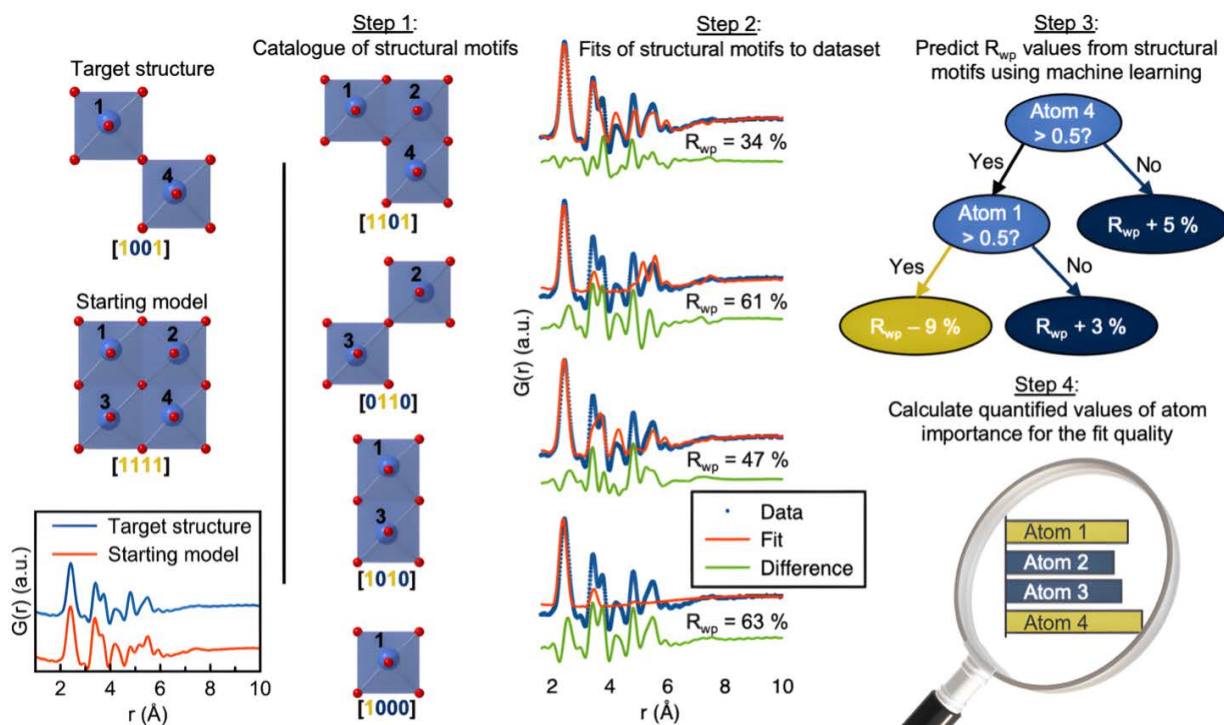 Target structure
1
4
[1001]
Starting model
1 2
3 4
[1111]
Target structure
Starting model
G(r) (a.u.)
2 4 6 8 10
r (Å)
Step 1:
Catalogue of structural motifs
1 2
4
[1101]
2
3
[0110]
1
3
[1010]
1
[1000]
Step 2:
Fits of structural motifs to dataset
Rwp = 34 %
Rwp = 61 %
Rwp = 47 %
Rwp = 63 %
G(r) (a.u.)
Data
Fit
Difference
2 4 6 8 10
r (Å)
Step 3:
Predict Rwp values from structural
motifs using machine learning
Atom 4
> 0.5?
Yes
No
Atom 1
> 0.5?
Rwp + 5 %
Yes
No
Rwp – 9 %
Rwp + 3 %
Step 4:
Calculate quantified values of atom
importance for the fit quality
Atom 1
Atom 2
Atom 3
Atom 4